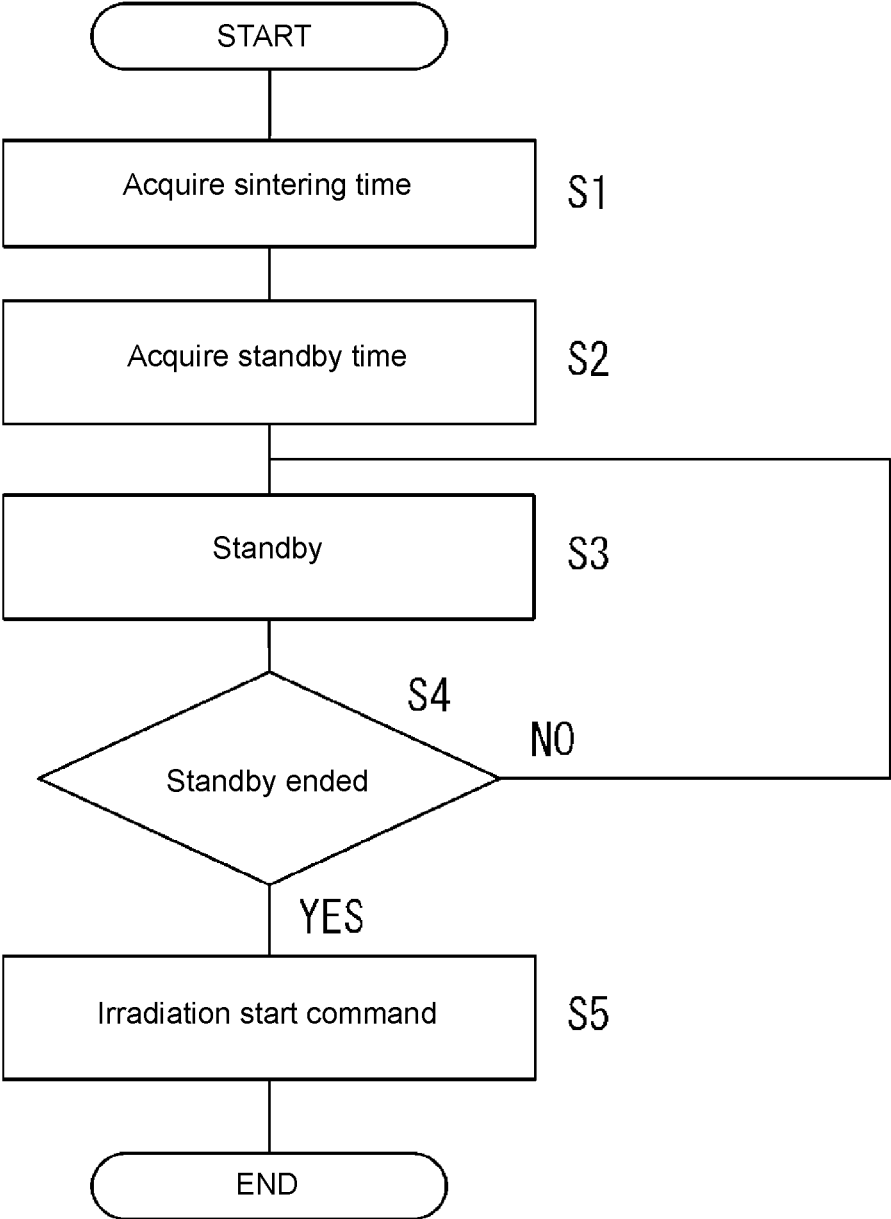 START
Acquire sintering time
S1
Acquire standby time
S2
Standby
S3
S4
NO
Standby ended
YES
Irradiation start command
S5
END